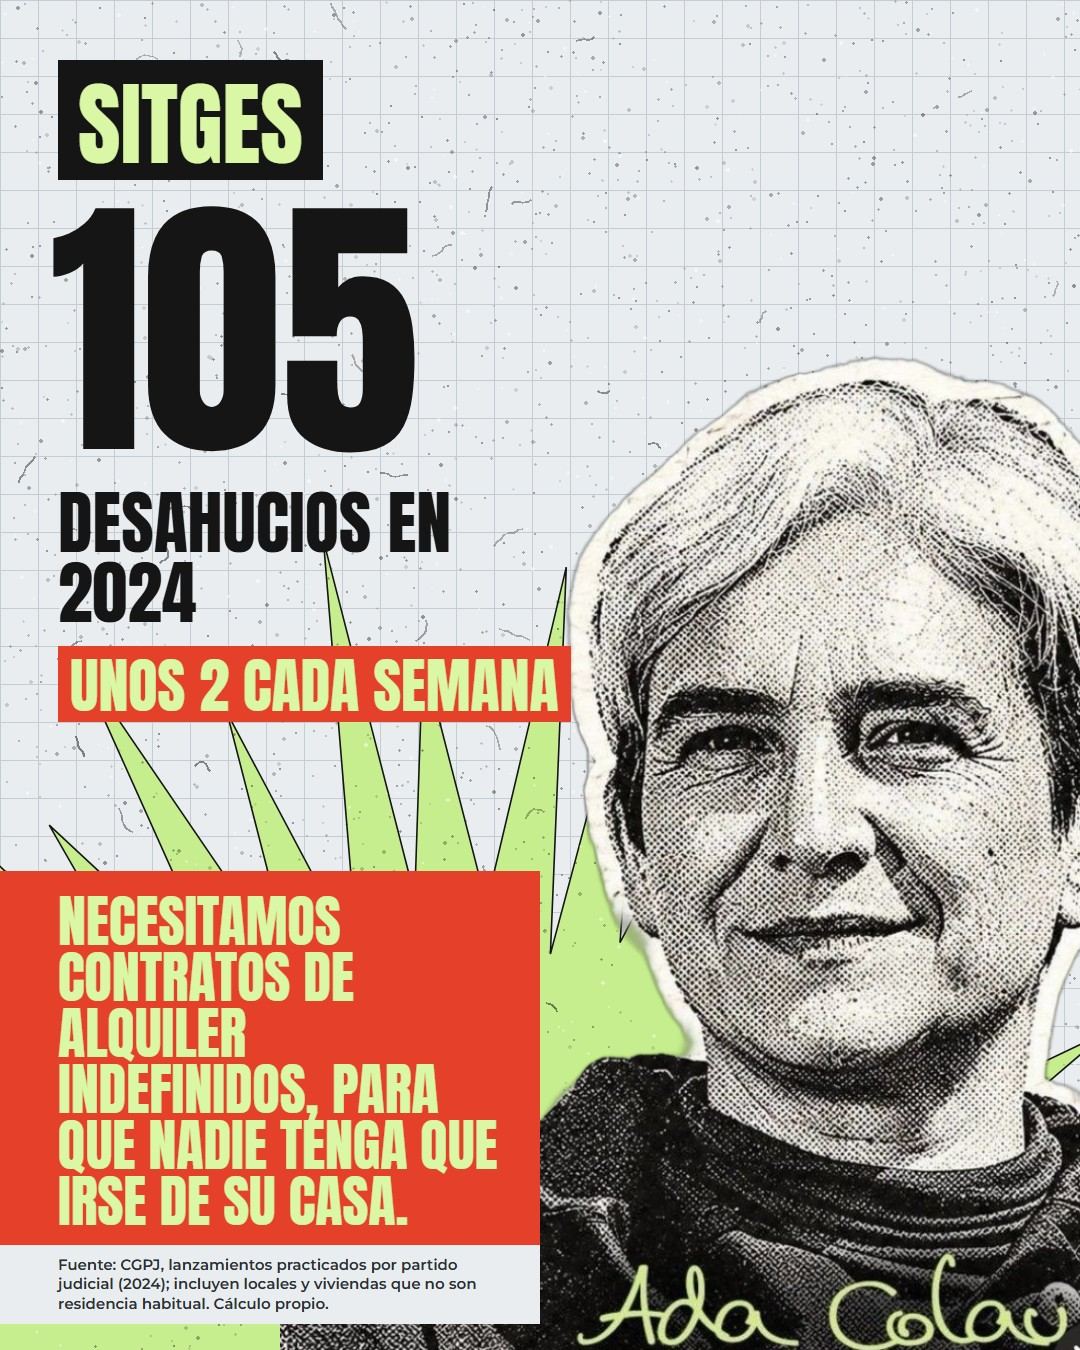 SITGES
105
DESAHUCIOS EN
2024
UNOS 2 CADA SEMANA
NECESITAMOS
CONTRATOS DE
ALQUILER
INDEFINIDOS, PARA
QUE NADIE TENGA QUE
IRSE DE SU CASA.
Fuente: CGPJ, lanzamientos practicados por partido
judicial (2024); incluyen locales y viviendas que no son
residencia habitual. Cálculo propio.
Ada Colau